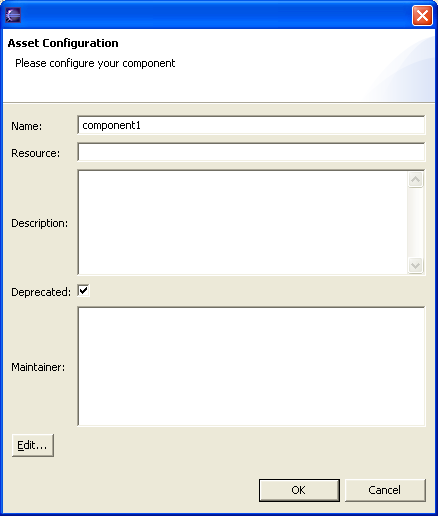 Asset Configuration
Please configure your component
Name: component1
Resource:
Description:
Deprecated:
Maintainer:
Edit...
OK Cancel